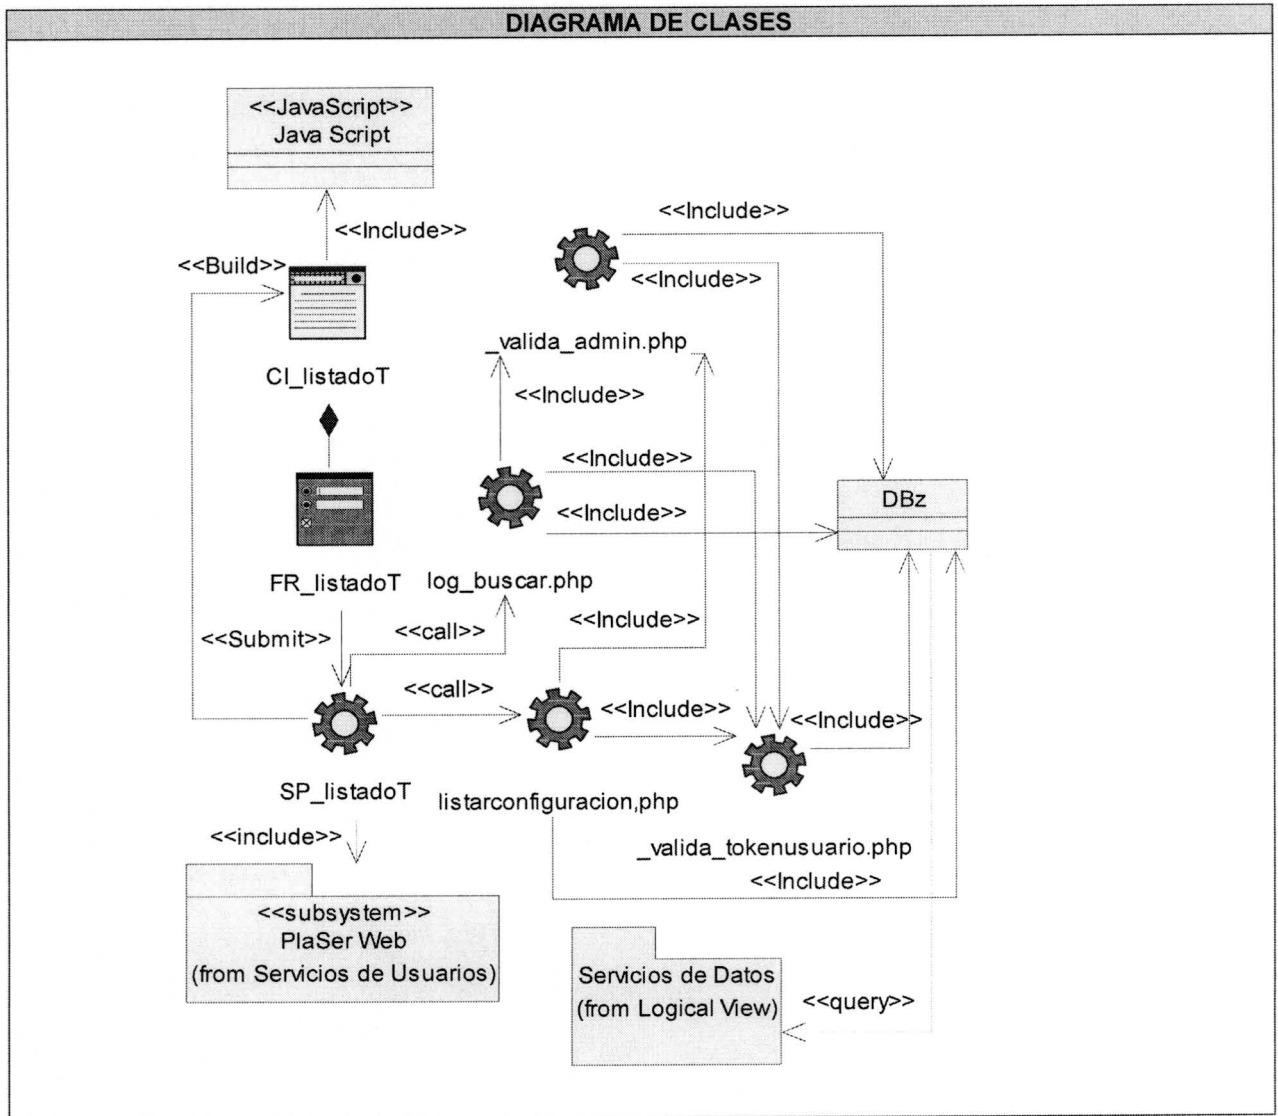 DIAGRAMA DE CLASES
<<JavaScript>>
Java Script
<<Include>>
<<Build>>
CI_listadoT
FR_listadoT
<<Submit>>
<<call>>
<<call>>
SP_listadoT
<<include>>
<<subsystem>>
PlaSer Web
(from Servicios de Usuarios)
<<Include>>
<<Include>>
_valida_admin.php
<<Include>>
<<Include>>
<<Include>>
log_buscar.php
<<Include>>
<<Include>>
<<Include>>
listarconfiguracion,php
_valida_tokenusuario.php
<<Include>>
DBz
Servicios de Datos
(from Logical View)
<<query>>